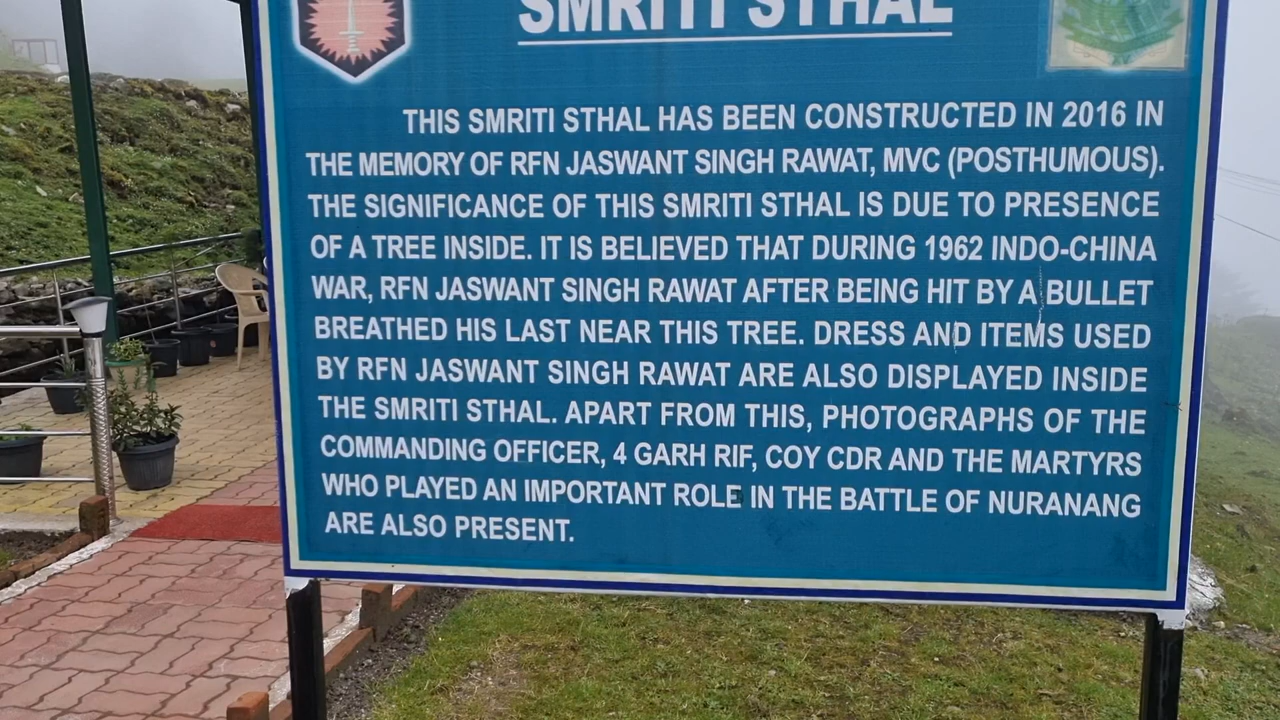 SMRITI STHAL
THIS SMRITI STHAL HAS BEEN CONSTRUCTED IN 2016 IN
THE MEMORY OF RFN JASWANT SINGH RAWAT, MVC (POSTHUMOUS).
THE SIGNIFICANCE OF THIS SMRITI STHAL IS DUE TO PRESENCE
OF A TREE INSIDE. IT IS BELIEVED THAT DURING 1962 INDO-CHINA
WAR, RFN JASWANT SINGH RAWAT AFTER BEING HIT BY A BULLET
BREATHED HIS LAST NEAR THIS TREE. DRESS AND ITEMS USED
BY RFN JASWANT SINGH RAWAT ARE ALSO DISPLAYED INSIDE
THE SMRITI STHAL. APART FROM THIS, PHOTOGRAPHS OF THE
COMMANDING OFFICER, 4 GARH RIF, COY CDR AND THE MARTYRS
WHO PLAYED AN IMPORTANT ROLE IN THE BATTLE OF NURANANG
ARE ALSO PRESENT.